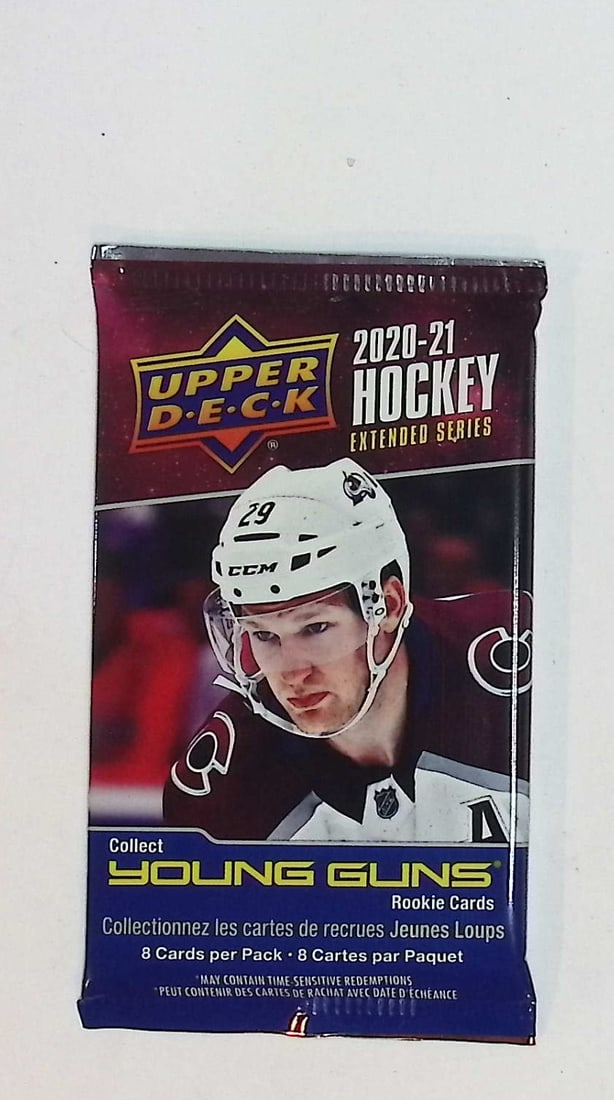 UPPER
D·E·C·K
®
2020-21
HOCKEY
EXTENDED SERIES
29
CCM
A
Collect
YOUNG GUNS®
Rookie Cards
Collectionnez les cartes de recrues Jeunes Loups
8 Cards per Pack • 8 Cartes par Paquet
*MAY CONTAIN TIME-SENSITIVE REDEMPTIONS
*PEUT CONTENIR DES CARTES DE RACHAT AVEC DATE D'ÉCHÉANCE